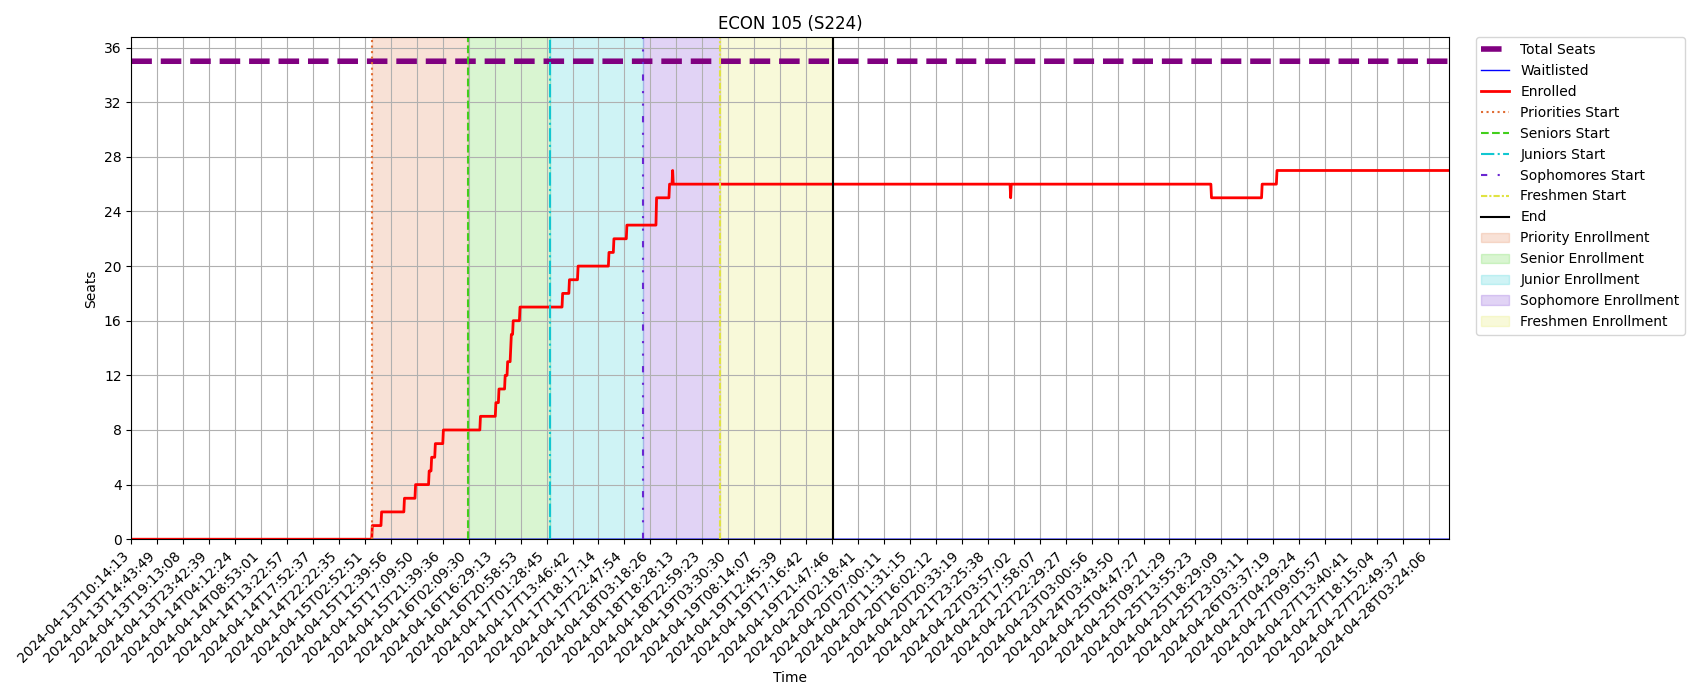 ECON 105 (S224)
36
32
28
24
20
16
12
8
4
0
Seats
2024-04-13T10:14:13
2024-04-13T14:43:49
2024-04-13T19:13:08
2024-04-13T23:42:39
2024-04-14T04:12:24
2024-04-14T08:53:01
2024-04-14T13:22:57
2024-04-14T17:52:37
2024-04-14T22:22:35
2024-04-15T02:52:51
2024-04-15T12:39:56
2024-04-15T17:09:50
2024-04-15T21:39:36
2024-04-16T02:09:30
2024-04-16T16:29:13
2024-04-16T20:58:53
2024-04-17T01:28:45
2024-04-17T13:46:42
2024-04-17T18:17:14
2024-04-17T22:47:54
2024-04-18T03:18:26
2024-04-18T18:28:13
2024-04-18T22:59:23
2024-04-19T03:30:30
2024-04-19T08:14:07
2024-04-19T12:45:39
2024-04-19T17:16:42
2024-04-19T21:47:46
2024-04-20T02:18:41
2024-04-20T07:00:11
2024-04-20T11:31:15
2024-04-20T16:02:12
2024-04-20T20:33:19
2024-04-21T23:25:38
2024-04-22T03:57:02
2024-04-22T17:58:07
2024-04-22T22:29:27
2024-04-23T03:00:56
2024-04-24T03:43:50
2024-04-25T04:47:27
2024-04-25T09:21:29
2024-04-25T13:55:23
2024-04-25T18:29:09
2024-04-25T23:03:11
2024-04-26T03:37:19
2024-04-27T04:29:24
2024-04-27T09:05:57
2024-04-27T13:40:41
2024-04-27T18:15:04
2024-04-27T22:49:37
2024-04-28T03:24:06
Time
Total Seats
Waitlisted
Enrolled
Priorities Start
Seniors Start
Juniors Start
Sophomores Start
Freshmen Start
End
Priority Enrollment
Senior Enrollment
Junior Enrollment
Sophomore Enrollment
Freshmen Enrollment